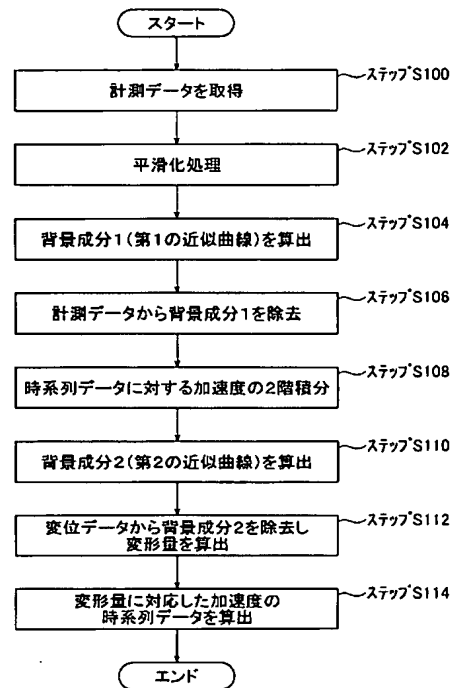 スタート
ステップS100
計測データを取得
ステップS102
平滑化処理
ステップS104
背景成分1(第1の近似曲線)を算出
ステップS106
計測データから背景成分1を除去
ステップS108
時系列データに対する加速度の2階積分
ステップS110
背景成分2(第2の近似曲線)を算出
ステップS112
変位データから背景成分2を除去し
変形量を算出
ステップS114
変形量に対応した加速度の
時系列データを算出
エンド